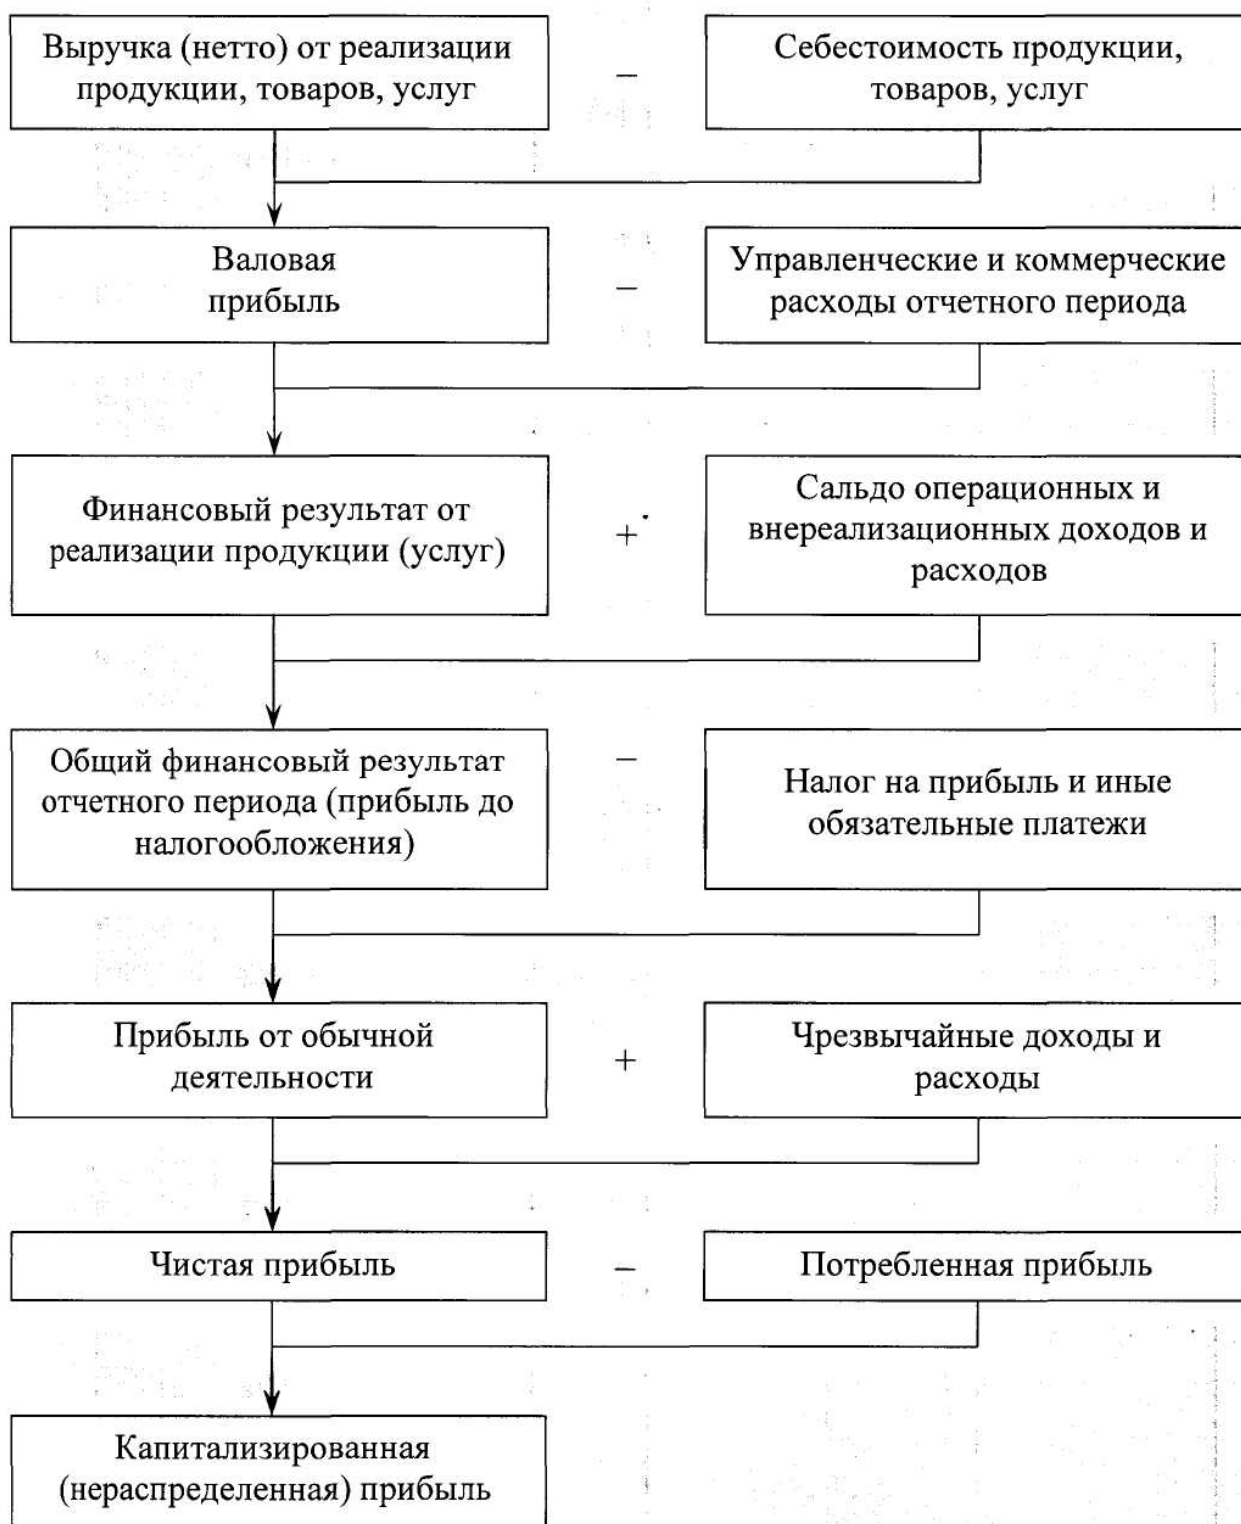 Выручка (нетто) от реализации
продукции, товаров, услуг
–
Себестоимость продукции,
товаров, услуг
Валовая
прибыль
–
Управленческие и коммерческие
расходы отчетного периода
Финансовый результат от
реализации продукции (услуг)
+
Сальдо операционных и
внереализационных доходов и
расходов
Общий финансовый результат
отчетного периода (прибыль до
налогообложения)
–
Налог на прибыль и иные
обязательные платежи
Прибыль от обычной
деятельности
+
Чрезвычайные доходы и
расходы
Чистая прибыль
–
Потребленная прибыль
Капитализированная
(нераспределенная) прибыль